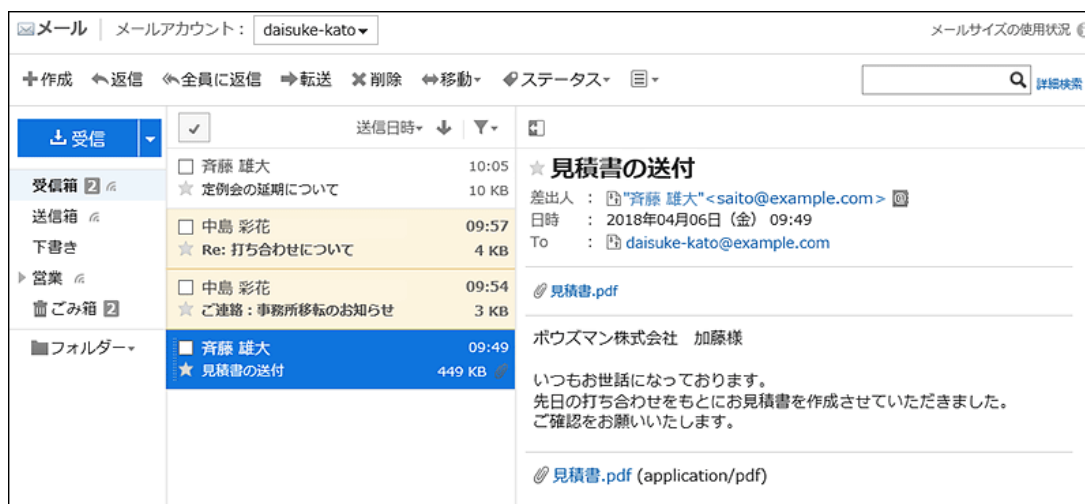 メール メールアカウント： daisuke-kato メールサイズの使用状況
作成 返信 全員に返信 転送 削除 移動 ステータス 詳細検索
受信
受信箱 2
送信箱
下書き
営業
ごみ箱 2
フォルダー
送信日時
斉藤 雄大 10:05
定例会の延期について 10 KB
中島 彩花 09:57
Re: 打ち合わせについて 4 KB
中島 彩花 09:54
ご連絡：事務所移転のお知らせ 3 KB
斉藤 雄大 09:49
見積書の送付 449 KB
見積書の送付
差出人 ： "斉藤 雄大"<saito@example.com>
日時 ： 2018年04月06日（金） 09:49
To ： daisuke-kato@example.com
見積書.pdf
ボウズマン株式会社　加藤様
いつもお世話になっております。
先日の打ち合わせをもとにお見積書を作成させていただきました。
ご確認をお願いいたします。
見積書.pdf (application/pdf)